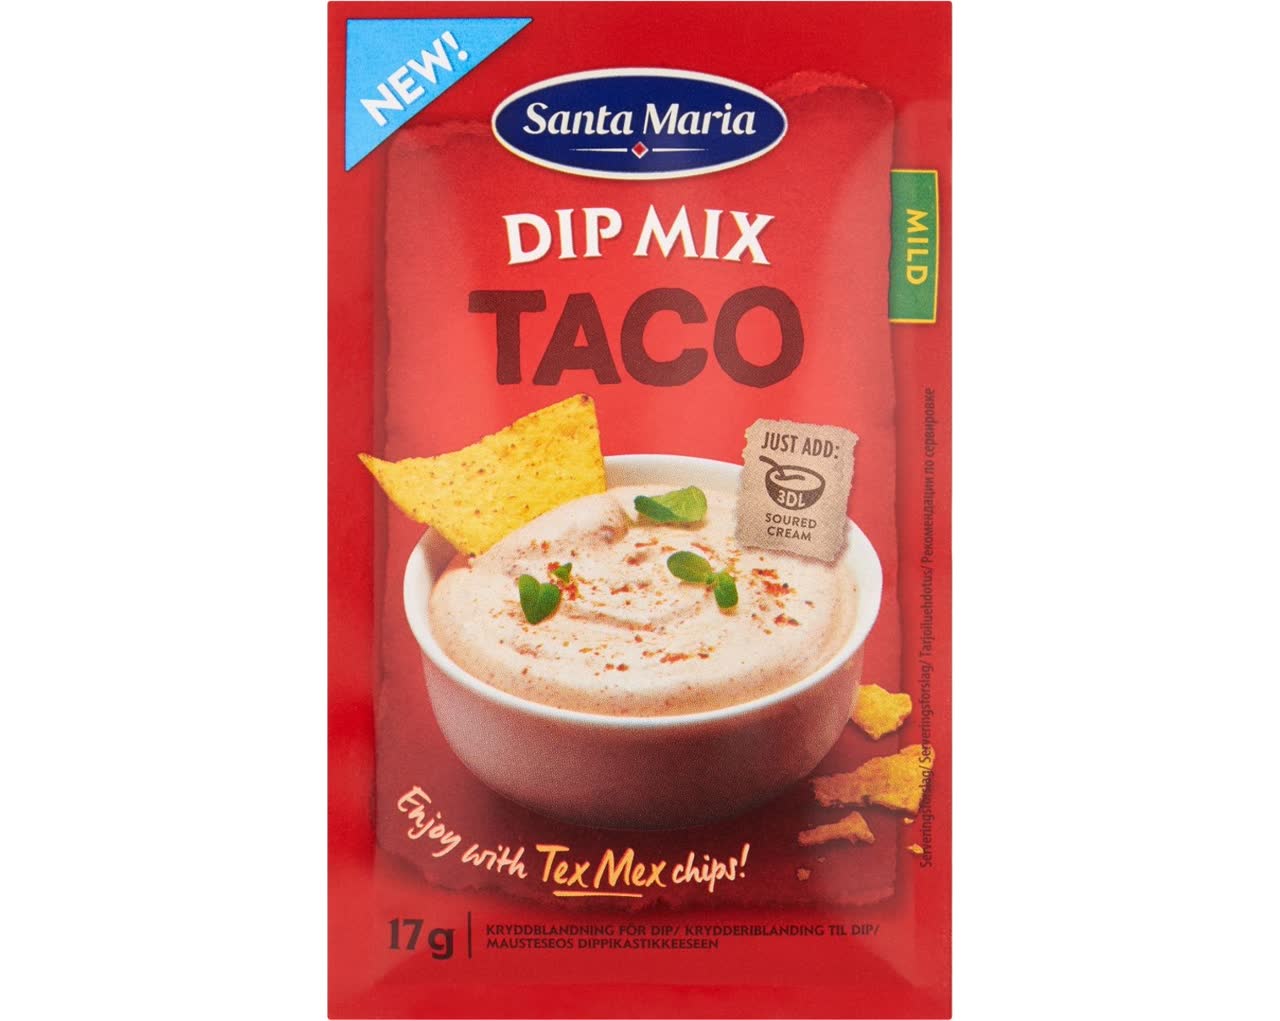 NEW!
Santa Maria
DIP MIX
TACO
MILD
JUST ADD:
3DL
SOURED
CREAM
Serveringsförslag/ Serveringsforslag/ Tarjoiluehdotus/ Рекомендации по сервировке
Enjoy with Tex Mex chips!
17g
KRYDDBLANDNING FÖR DIP/ KRYDDERIBLANDING TIL DIP/
MAUSTESEOS DIPPIKASTIKKEESEEN